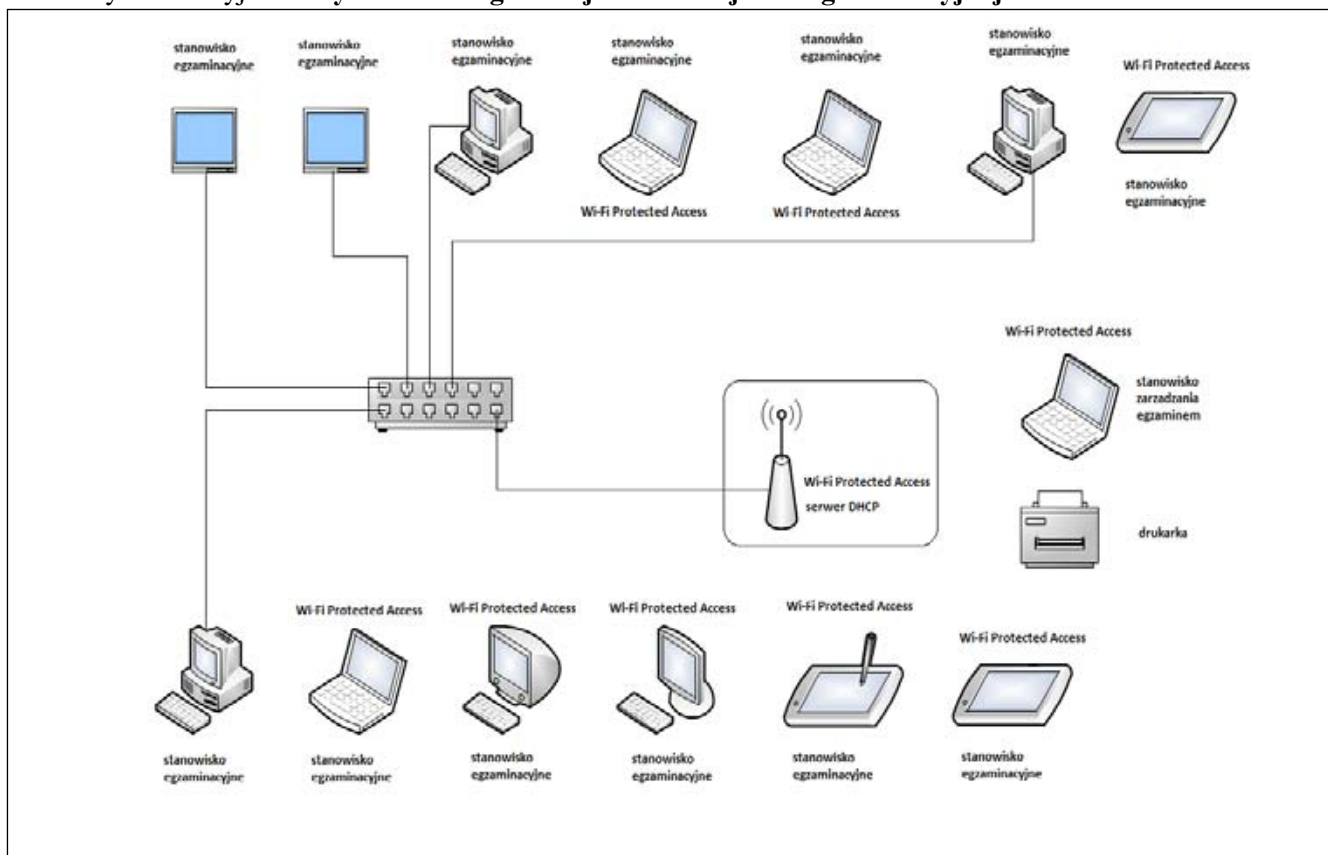 stanowisko
egzaminacyjne
stanowisko
egzaminacyjne
stanowisko
egzaminacyjne
stanowisko
egzaminacyjne
stanowisko
egzaminacyjne
stanowisko
egzaminacyjne
Wi-Fi Protected Access
stanowisko
egzaminacyjne
Wi-Fi Protected Access
Wi-Fi Protected Access
Wi-Fi Protected Access
stanowisko
zarzadzania
egzaminem
Wi-Fi Protected Access
serwer DHCP
drukarka
Wi-Fi Protected Access
Wi-Fi Protected Access
Wi-Fi Protected Access
Wi-Fi Protected Access
Wi-Fi Protected Access
stanowisko
egzaminacyjne
stanowisko
egzaminacyjne
stanowisko
egzaminacyjne
stanowisko
egzaminacyjne
stanowisko
egzaminacyjne
stanowisko
egzaminacyjne